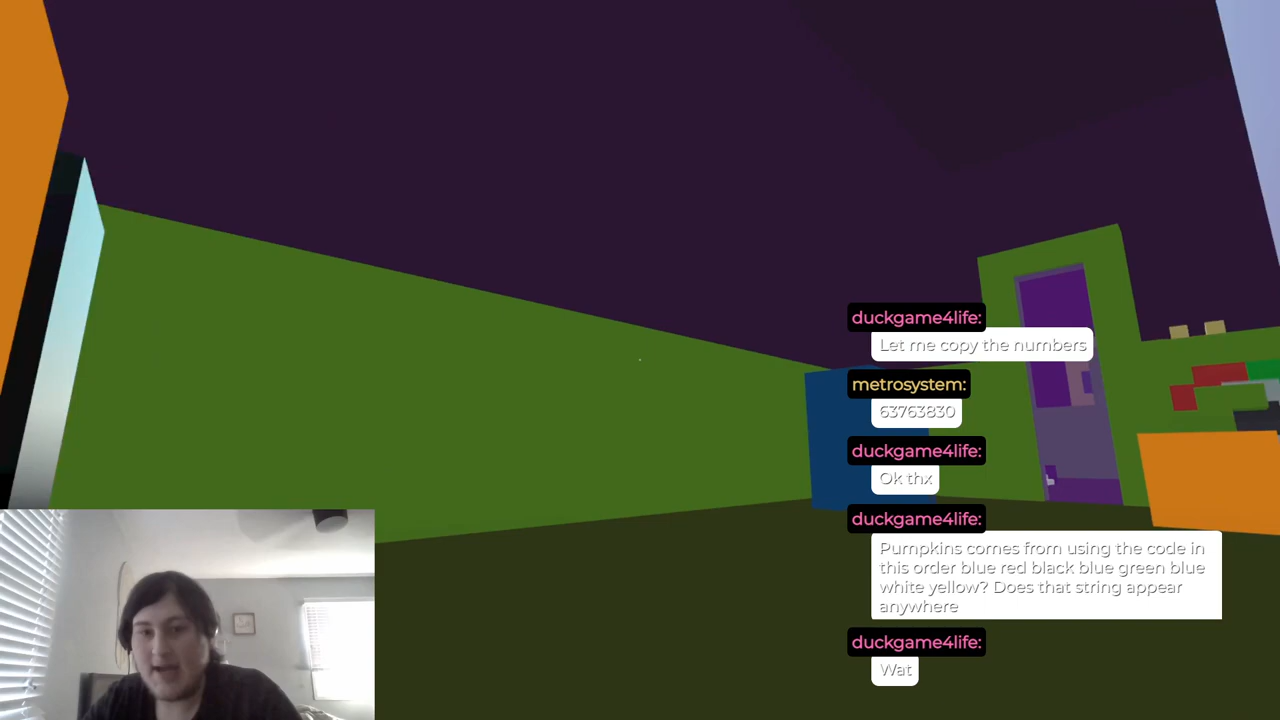 duckgame4life:
Let me copy the numbers
metrosystem:
63763830
duckgame4life:
Ok thx
duckgame4life:
Pumpkins comes from using the code in
this order blue red black blue green blue
white yellow? Does that string appear
anywhere
duckgame4life:
Wat